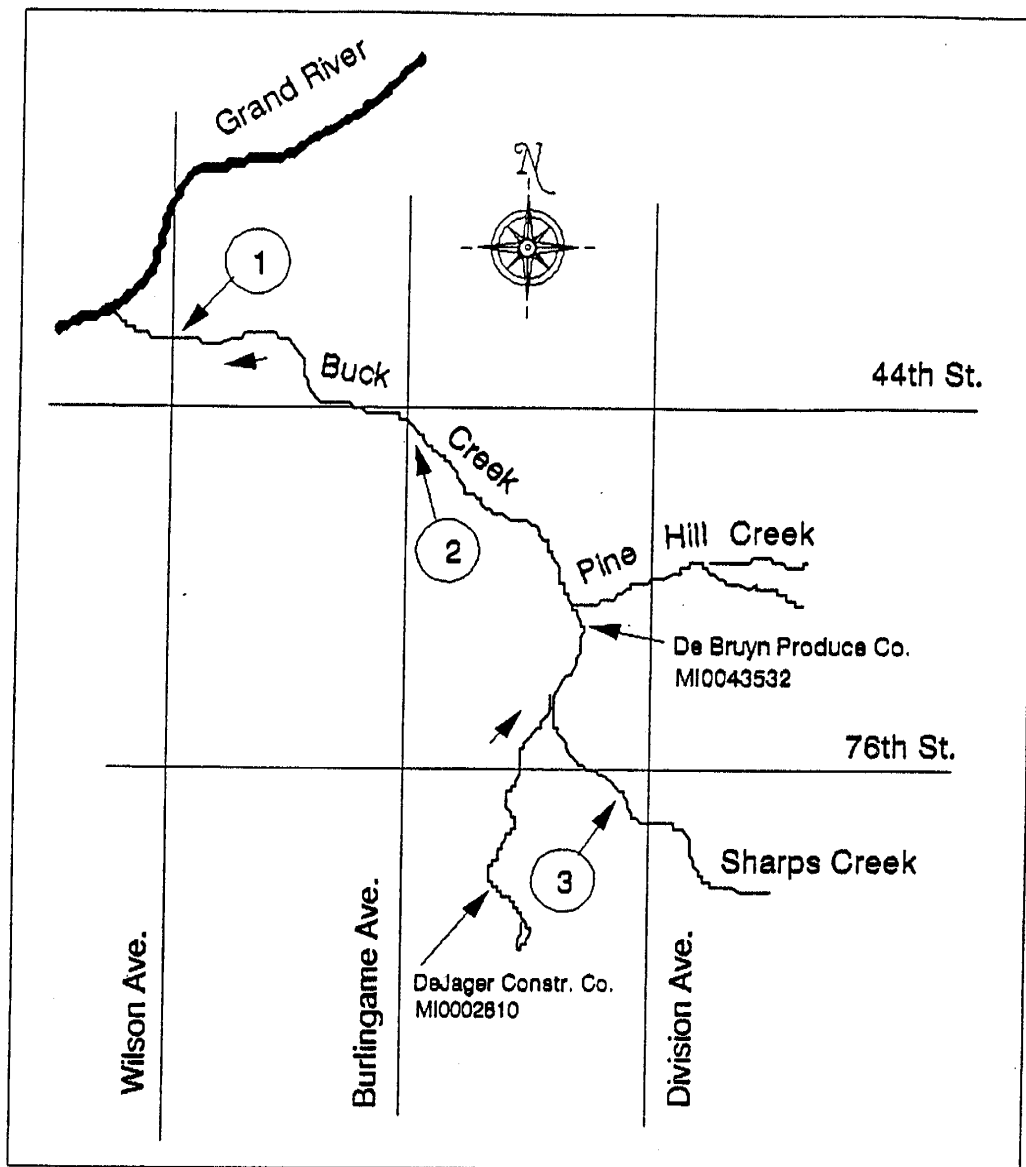 Grand River
N
1
Buck
44th St.
Creek
2
Pine Hill Creek
De Bruyn Produce Co.
MI0043532
76th St.
3
Sharps Creek
DeJager Constr. Co.
MI0002810
Wilson Ave.
Burlingame Ave.
Division Ave.